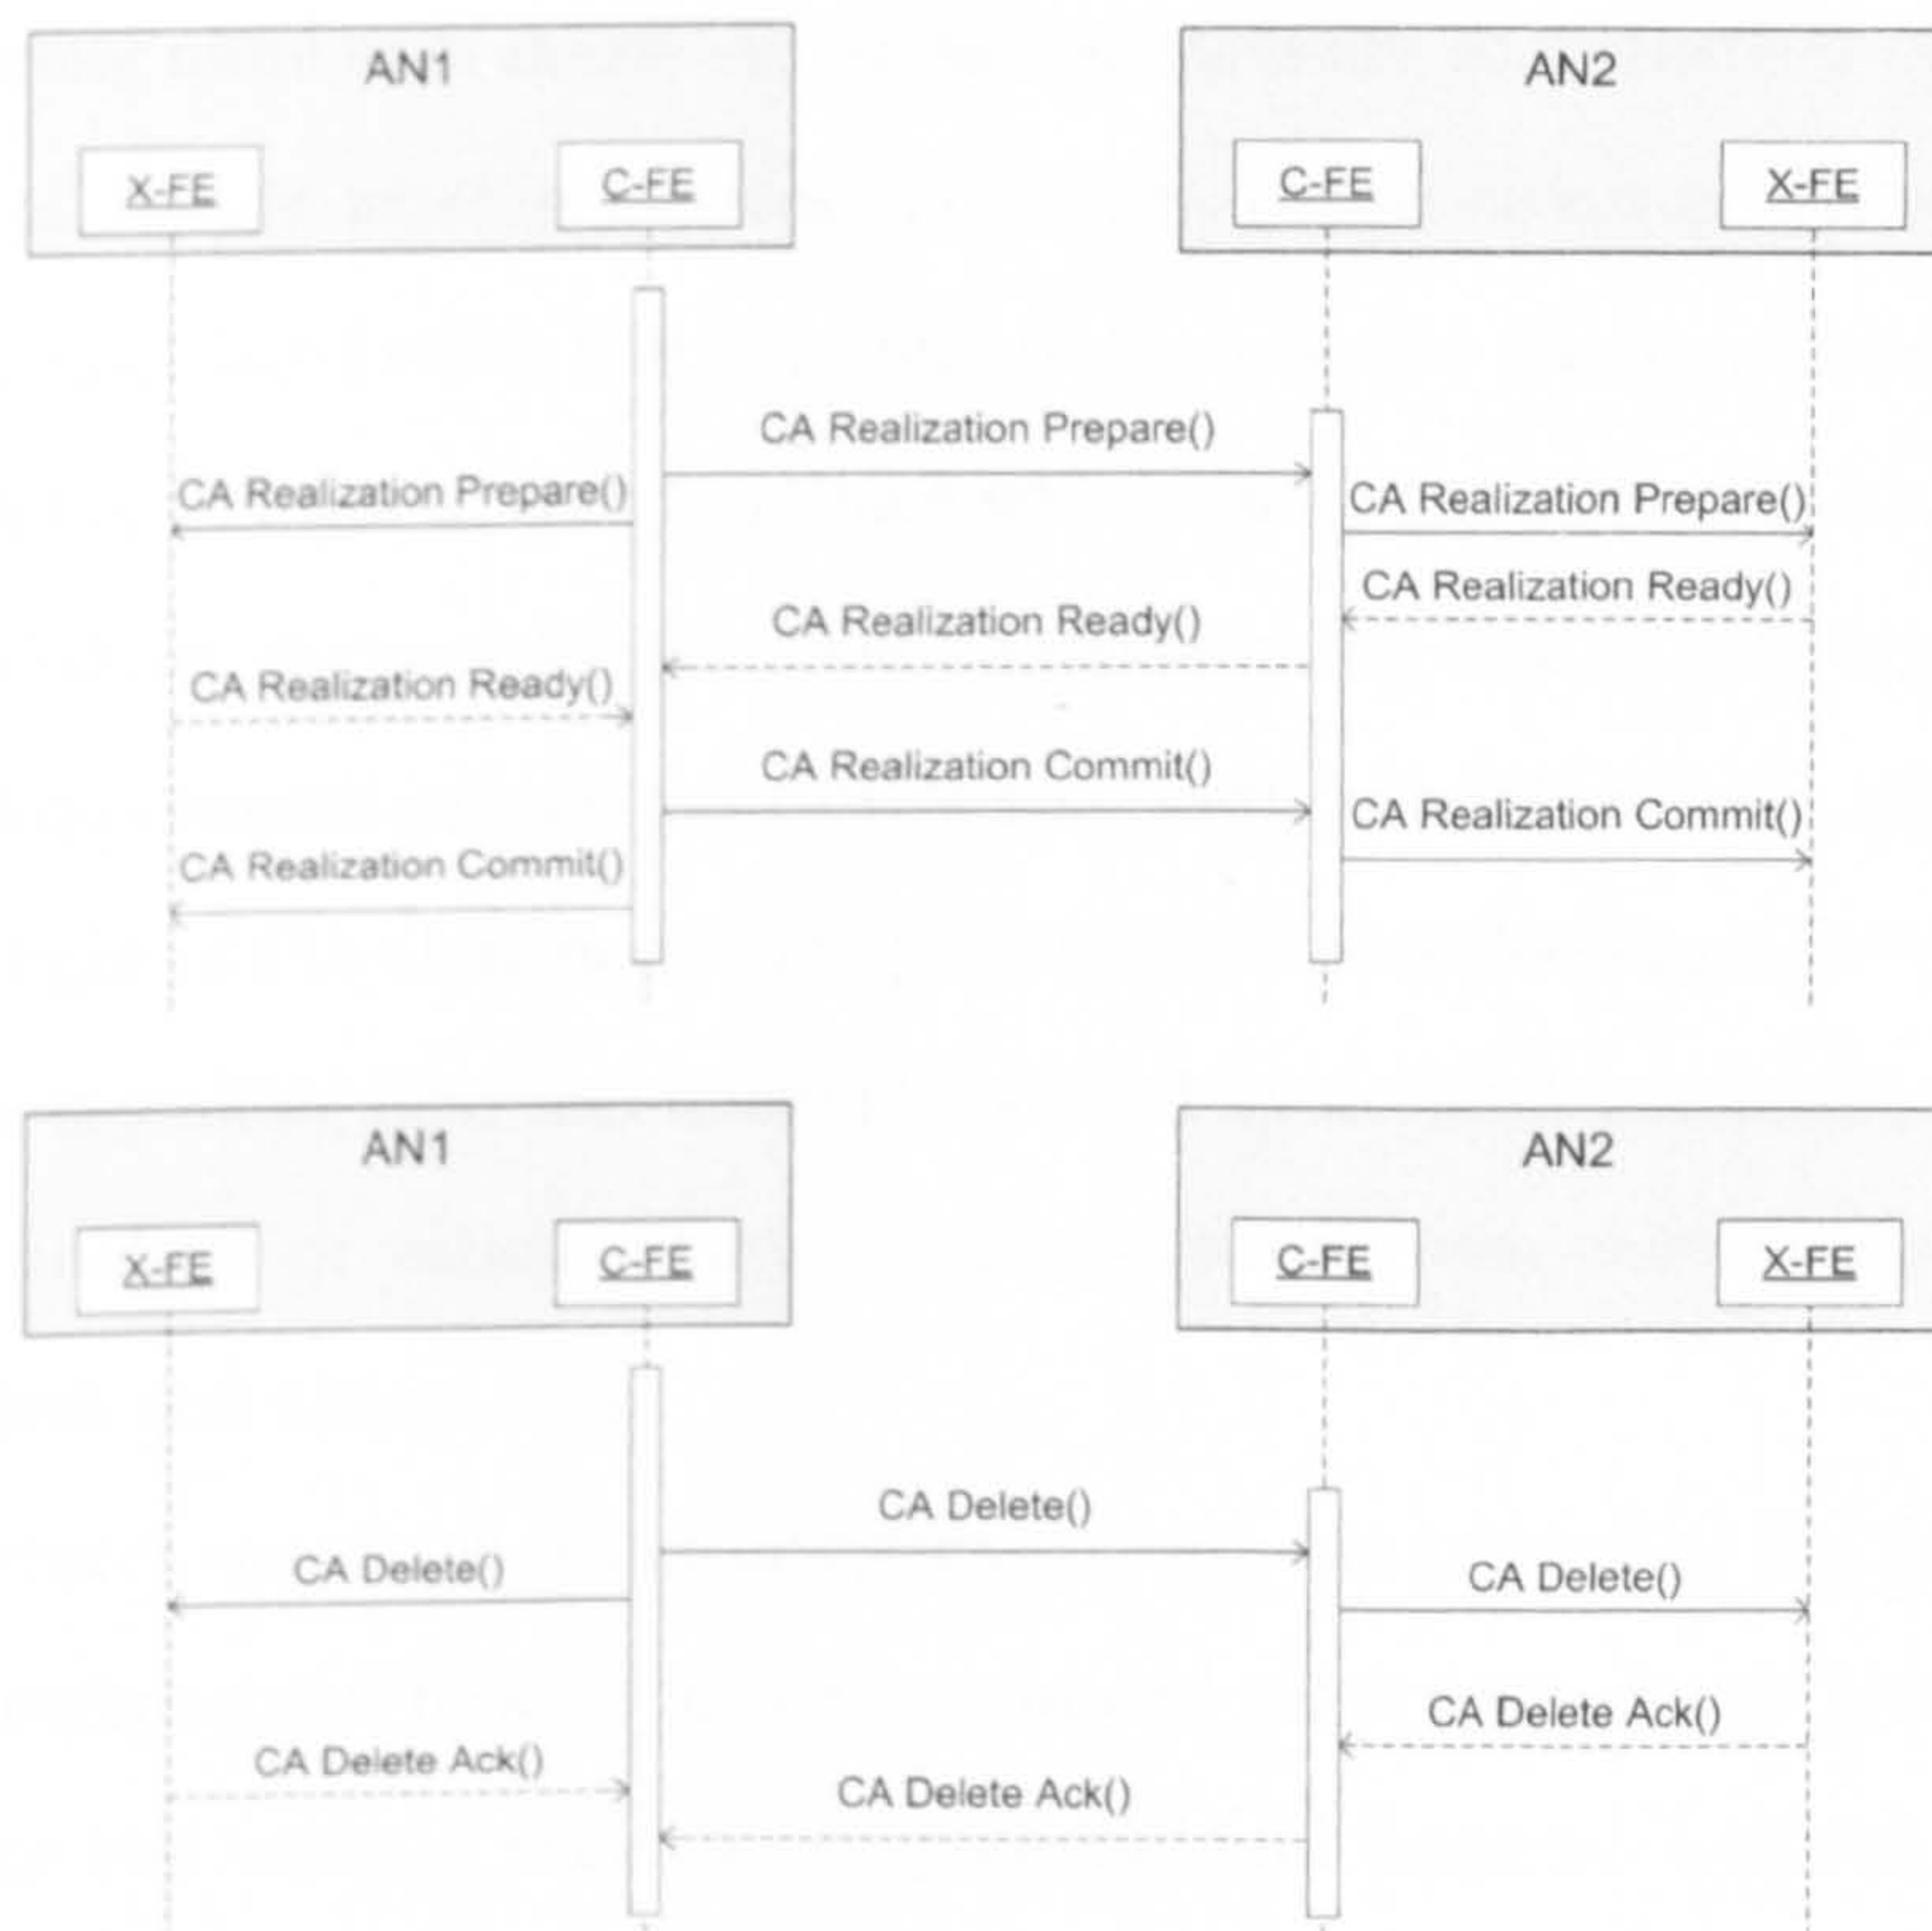 AN1
AN2
X-FE
C-FE
C-FE
X-FE
CA Realization Prepare()
CA Realization Prepare()
CA Realization Prepare()
CA Realization Ready()
CA Realization Ready()
CA Realization Ready()
CA Realization Commit()
CA Realization Commit()
CA Realization Commit()
AN1
AN2
X-FE
C-FE
C-FE
X-FE
CA Delete()
CA Delete()
CA Delete()
CA Delete Ack()
CA Delete Ack()
CA Delete Ack()